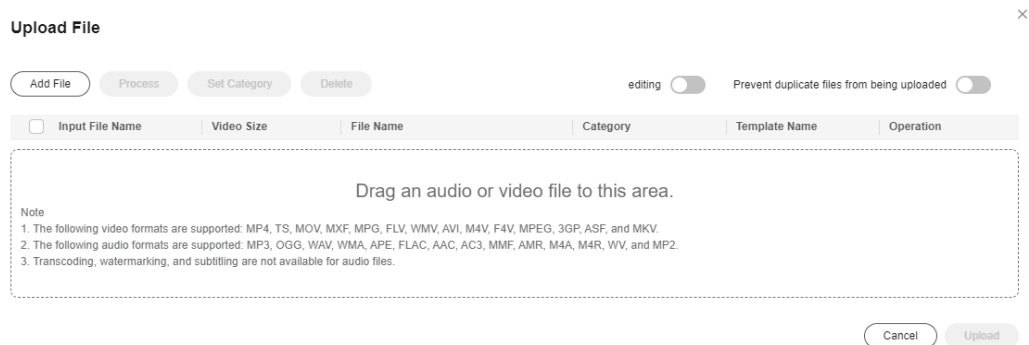 Upload File
Add File Process Set Category Delete editing Prevent duplicate files from being uploaded
Input File Name Video Size File Name Category Template Name Operation
Drag an audio or video file to this area.
Note
1. The following video formats are supported: MP4, TS, MOV, MXF, MPG, FLV, WMV, AVI, M4V, F4V, MPEG, 3GP, ASF, and MKV.
2. The following audio formats are supported: MP3, OGG, WAV, WMA, APE, FLAC, AAC, AC3, MMF, AMR, M4A, M4R, WV, and MP2.
3. Transcoding, watermarking, and subtitling are not available for audio files.
Cancel Upload